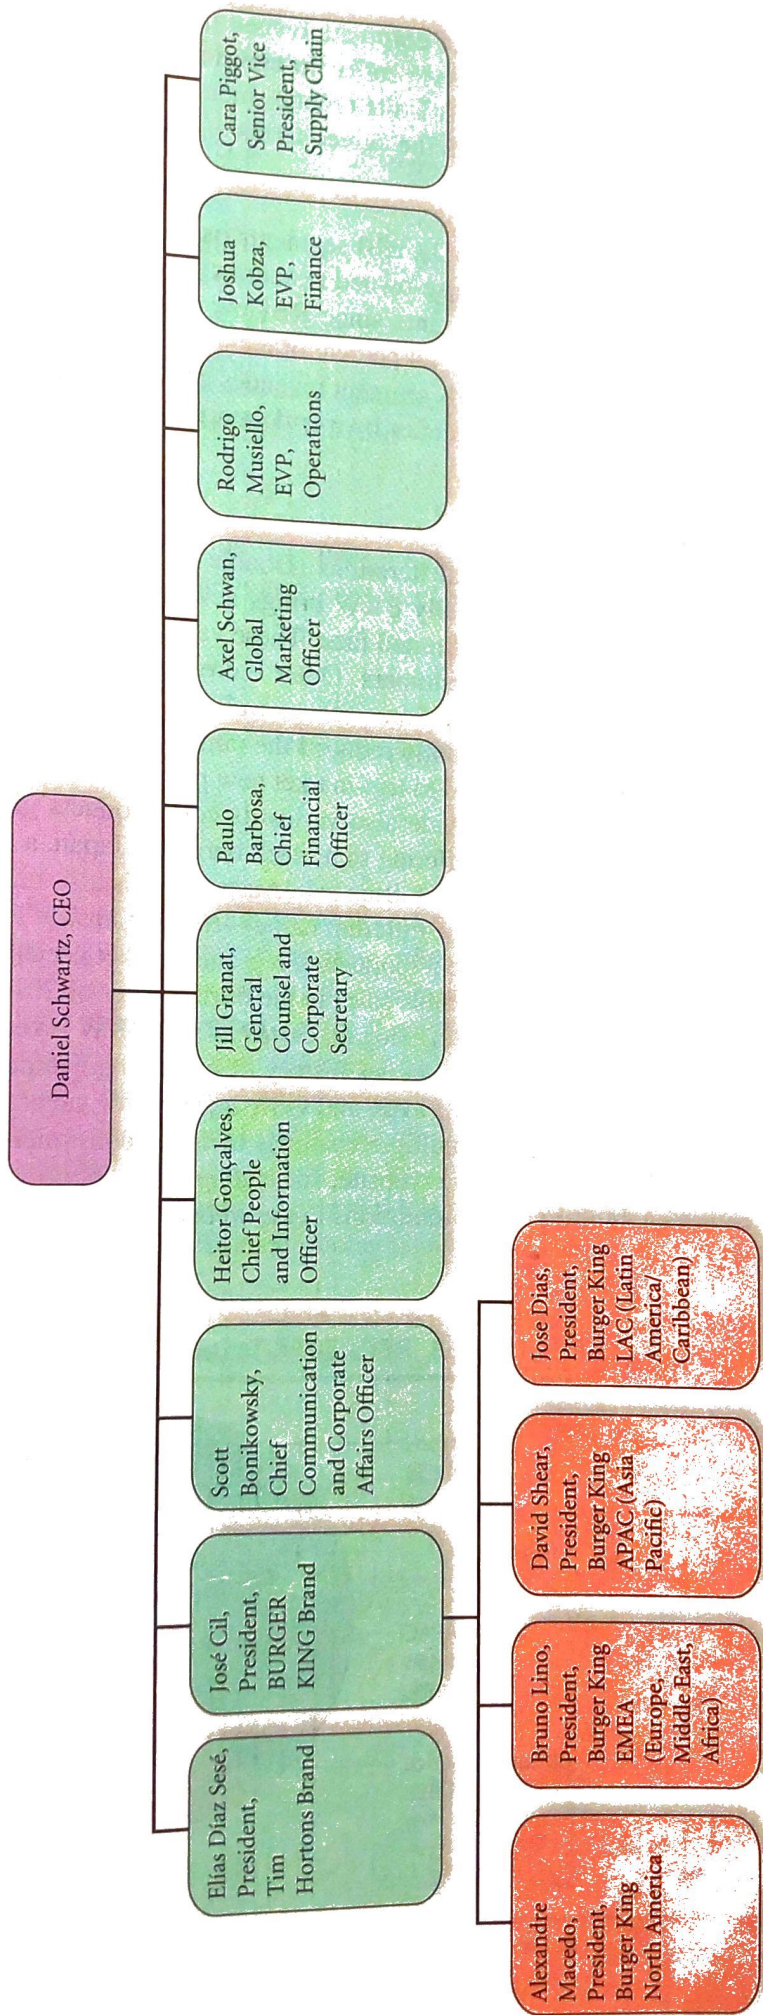 Daniel Schwartz, CEO
Elías Díaz Sesé,
President,
Tim
Hortons Brand
José Cil,
President,
BURGER
KING Brand
Scott
Bonikowsky,
Chief
Communication
and Corporate
Affairs Officer
Heitor Gonçalves,
Chief People
and Information
Officer
Jill Granat,
General
Counsel and
Corporate
Secretary
Paulo
Barbosa,
Chief
Financial
Officer
Axel Schwan,
Global
Marketing
Officer
Rodrigo
Musiello,
EVP,
Operations
Joshua
Kobza,
EVP,
Finance
Cara Piggot,
Senior Vice
President,
Supply Chain
Alexandre
Macedo,
President,
Burger King
North America
Bruno Lino,
President,
Burger King
EMEA
(Europe,
Middle East,
Africa)
David Shear,
President,
Burger King
APAC (Asia
Pacific)
Jose Dias,
President,
Burger King
LAC (Latin
America/
Caribbean)